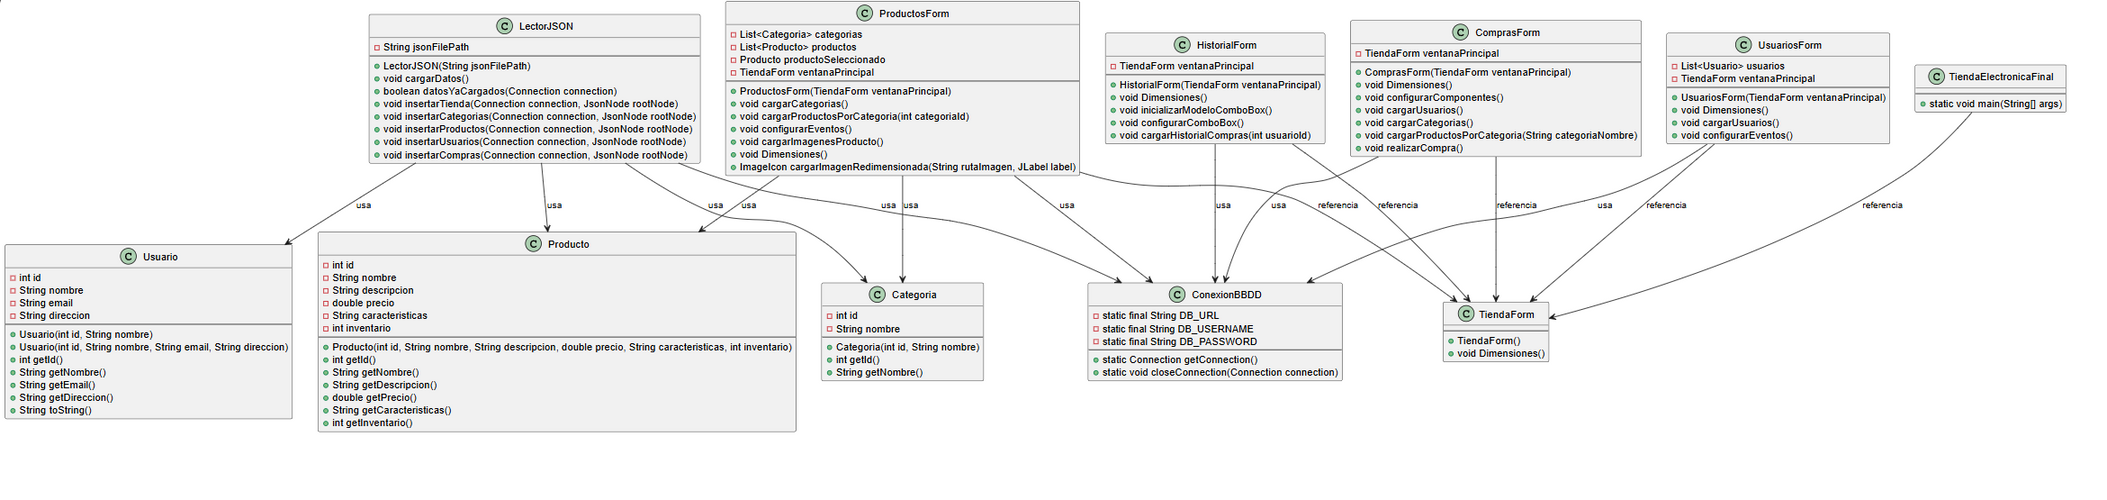 LectorJSON
String jsonFilePath
LectorJSON(String jsonFilePath)
void cargarDatos()
boolean datosYaCargados(Connection connection)
void insertarTienda(Connection connection, JsonNode rootNode)
void insertarCategorias(Connection connection, JsonNode rootNode)
void insertarProductos(Connection connection, JsonNode rootNode)
void insertarUsuarios(Connection connection, JsonNode rootNode)
void insertarCompras(Connection connection, JsonNode rootNode)
ProductosForm
List<Categoria> categorias
List<Producto> productos
Producto productoSeleccionado
TiendaForm ventanaPrincipal
ProductosForm(TiendaForm ventanaPrincipal)
void cargarCategorias()
void cargarProductosPorCategoria(int categoriaId)
void configurarEventos()
void cargarImagenesProducto()
void Dimensiones()
ImageIcon cargarImagenRedimensionada(String rutaImagen, JLabel label)
HistorialForm
TiendaForm ventanaPrincipal
HistorialForm(TiendaForm ventanaPrincipal)
void Dimensiones()
void inicializarModeloComboBox()
void configurarComboBox()
void cargarHistorialCompras(int usuarioId)
ComprasForm
TiendaForm ventanaPrincipal
ComprasForm(TiendaForm ventanaPrincipal)
void Dimensiones()
void configurarComponentes()
void cargarUsuarios()
void cargarCategorias()
void cargarProductosPorCategoria(String categoriaNombre)
void realizarCompra()
UsuariosForm
List<Usuario> usuarios
TiendaForm ventanaPrincipal
UsuariosForm(TiendaForm ventanaPrincipal)
void Dimensiones()
void cargarUsuarios()
void configurarEventos()
TiendaElectronicaFinal
static void main(String[] args)
usa
usa
usa
usa
usa
usa
usa
usa
usa
referencia
referencia
referencia
usa
referencia
referencia
Usuario
int id
String nombre
String email
String direccion
Usuario(int id, String nombre)
Usuario(int id, String nombre, String email, String direccion)
int getId()
String getNombre()
String getEmail()
String getDireccion()
String toString()
Producto
int id
String nombre
String descripcion
double precio
String caracteristicas
int inventario
Producto(int id, String nombre, String descripcion, double precio, String caracteristicas, int inventario)
int getId()
String getNombre()
String getDescripcion()
double getPrecio()
String getCaracteristicas()
int getInventario()
Categoria
int id
String nombre
Categoria(int id, String nombre)
int getId()
String getNombre()
ConexionBBDD
static final String DB_URL
static final String DB_USERNAME
static final String DB_PASSWORD
static Connection getConnection()
static void closeConnection(Connection connection)
TiendaForm
TiendaForm()
void Dimensiones()